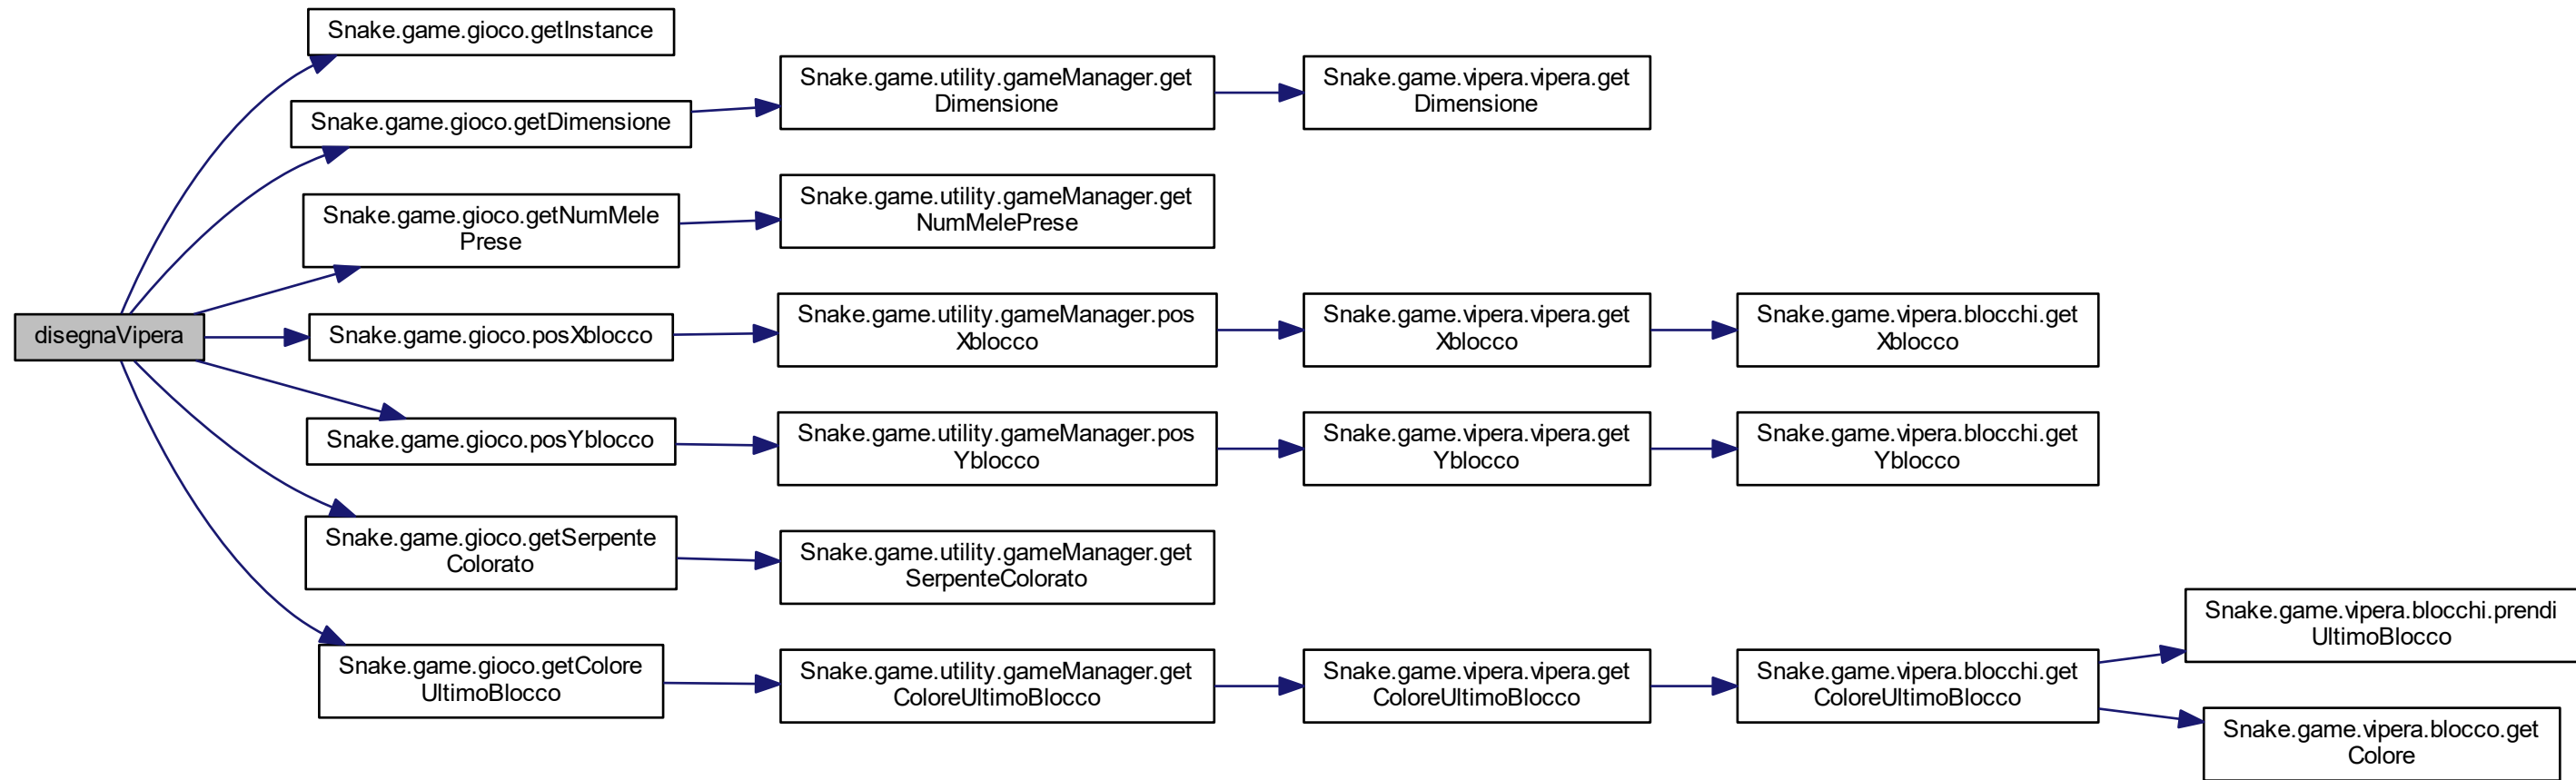 disegnaVipera
Snake.game.gioco.getInstance
Snake.game.gioco.getDimensione
Snake.game.utility.gameManager.get
Dimensione
Snake.game.vipera.vipera.get
Dimensione
Snake.game.gioco.getNumMele
Prese
Snake.game.utility.gameManager.get
NumMelePrese
Snake.game.gioco.posXblocco
Snake.game.utility.gameManager.pos
Xblocco
Snake.game.vipera.vipera.get
Xblocco
Snake.game.vipera.blocchi.get
Xblocco
Snake.game.gioco.posYblocco
Snake.game.utility.gameManager.pos
Yblocco
Snake.game.vipera.vipera.get
Yblocco
Snake.game.vipera.blocchi.get
Yblocco
Snake.game.gioco.getSerpente
Colorato
Snake.game.utility.gameManager.get
SerpenteColorato
Snake.game.gioco.getColore
UltimoBlocco
Snake.game.utility.gameManager.get
ColoreUltimoBlocco
Snake.game.vipera.vipera.get
ColoreUltimoBlocco
Snake.game.vipera.blocchi.get
ColoreUltimoBlocco
Snake.game.vipera.blocchi.prendi
UltimoBlocco
Snake.game.vipera.blocco.get
Colore